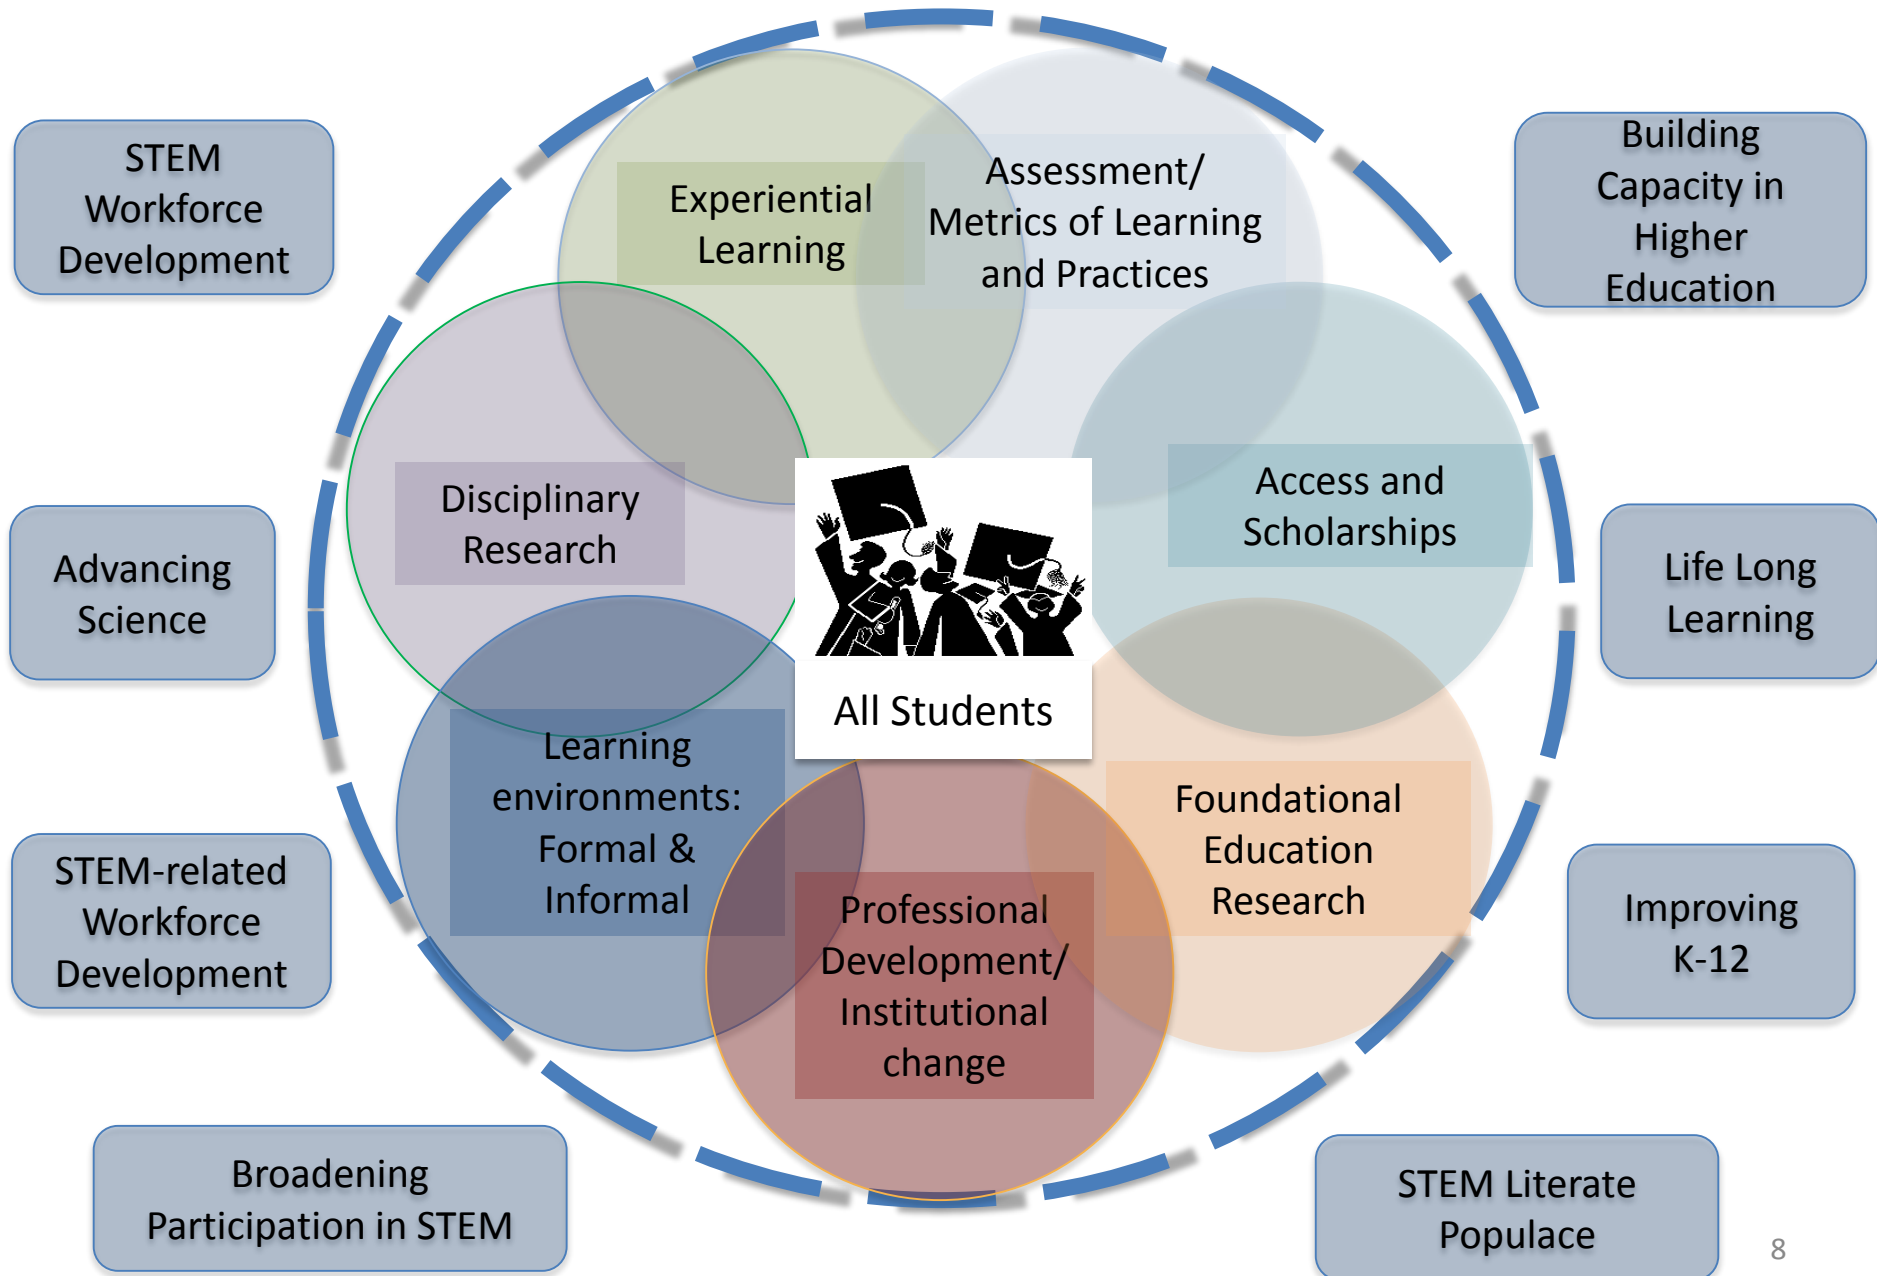 STEM
Workforce
Development
Advancing
Science
STEM-related
Workforce
Development
Broadening
Participation in STEM
Experiential
Learning
Assessment/
Metrics of Learning
and Practices
Disciplinary
Research
Access and
Scholarships
All Students
Learning
environments:
Formal &
Informal
Foundational
Education
Research
Professional
Development/
Institutional
change
Building
Capacity in
Higher
Education
Life Long
Learning
Improving
K-12
STEM Literate
Populace
8